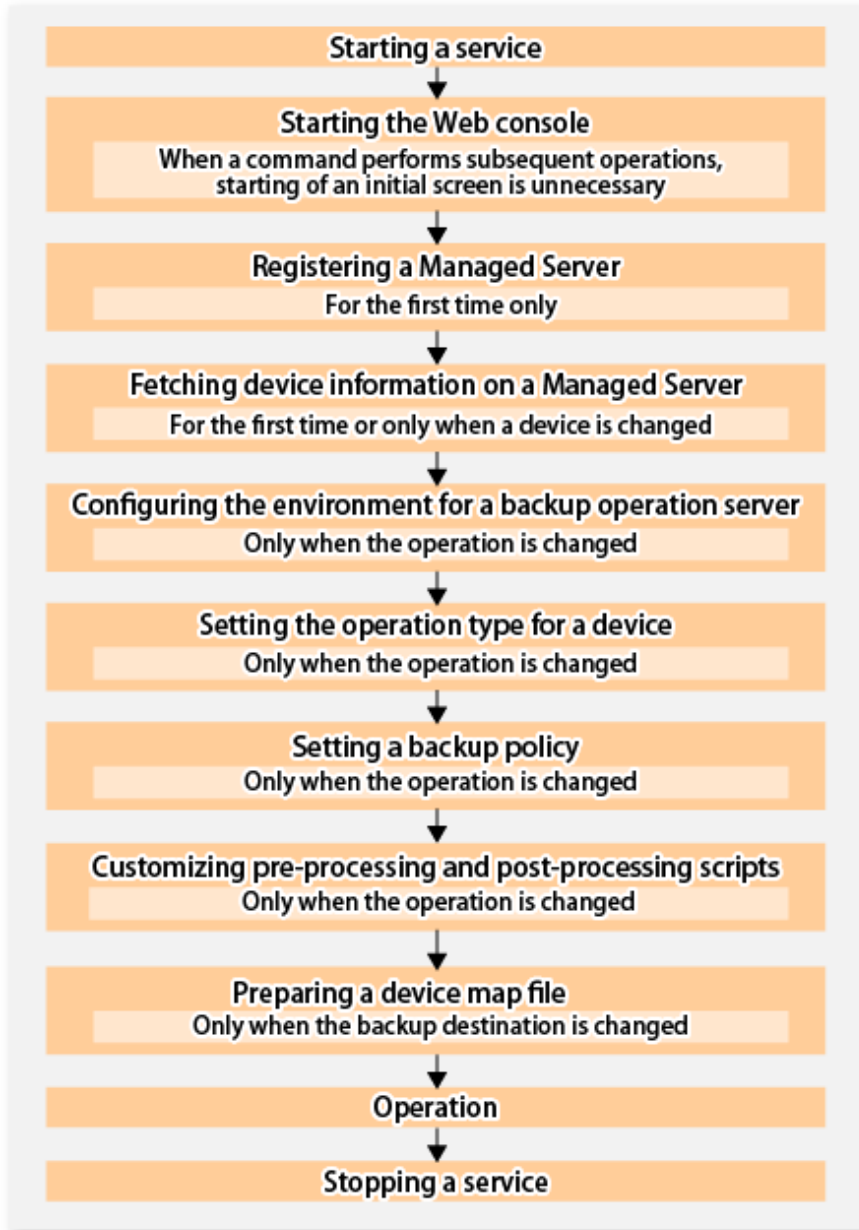 Starting a service
Starting the Web console
When a command performs subsequent operations,
starting of an initial screen is unnecessary
Registering a Managed Server
For the first time only
Fetching device information on a Managed Server
For the first time or only when a device is changed
Configuring the environment for a backup operation server
Only when the operation is changed
Setting the operation type for a device
Only when the operation is changed
Setting a backup policy
Only when the operation is changed
Customizing pre-processing and post-processing scripts
Only when the operation is changed
Preparing a device map file
Only when the backup destination is changed
Operation
Stopping a service